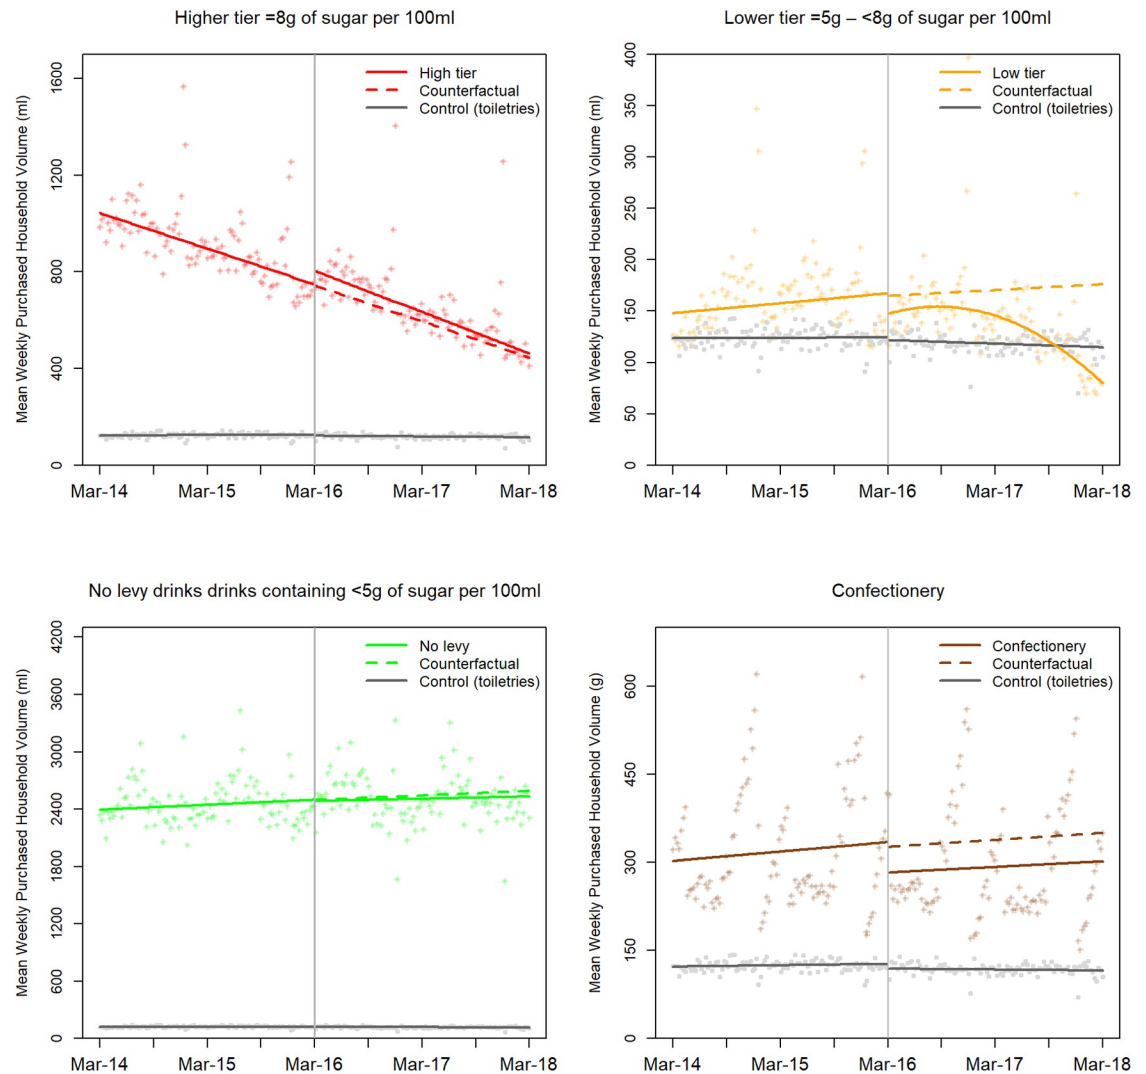 Higher tier =8g of sugar per 100ml
Mean Weekly Purchased Household Volume (ml)
1600
1200
800
400
0
High tier
Counterfactual
Control (toiletries)
Mar-14 Mar-15 Mar-16 Mar-17 Mar-18
Lower tier =5g – <8g of sugar per 100ml
Mean Weekly Purchased Household Volume (ml)
400
350
300
250
200
150
100
50
0
Low tier
Counterfactual
Control (toiletries)
Mar-14 Mar-15 Mar-16 Mar-17 Mar-18
No levy drinks drinks containing <5g of sugar per 100ml
Mean Weekly Purchased Household Volume (ml)
4200
3600
3000
2400
1800
1200
600
0
No levy
Counterfactual
Control (toiletries)
Mar-14 Mar-15 Mar-16 Mar-17 Mar-18
Confectionery
Mean Weekly Purchased Household Volume (g)
600
450
300
150
0
Confectionery
Counterfactual
Control (toiletries)
Mar-14 Mar-15 Mar-16 Mar-17 Mar-18